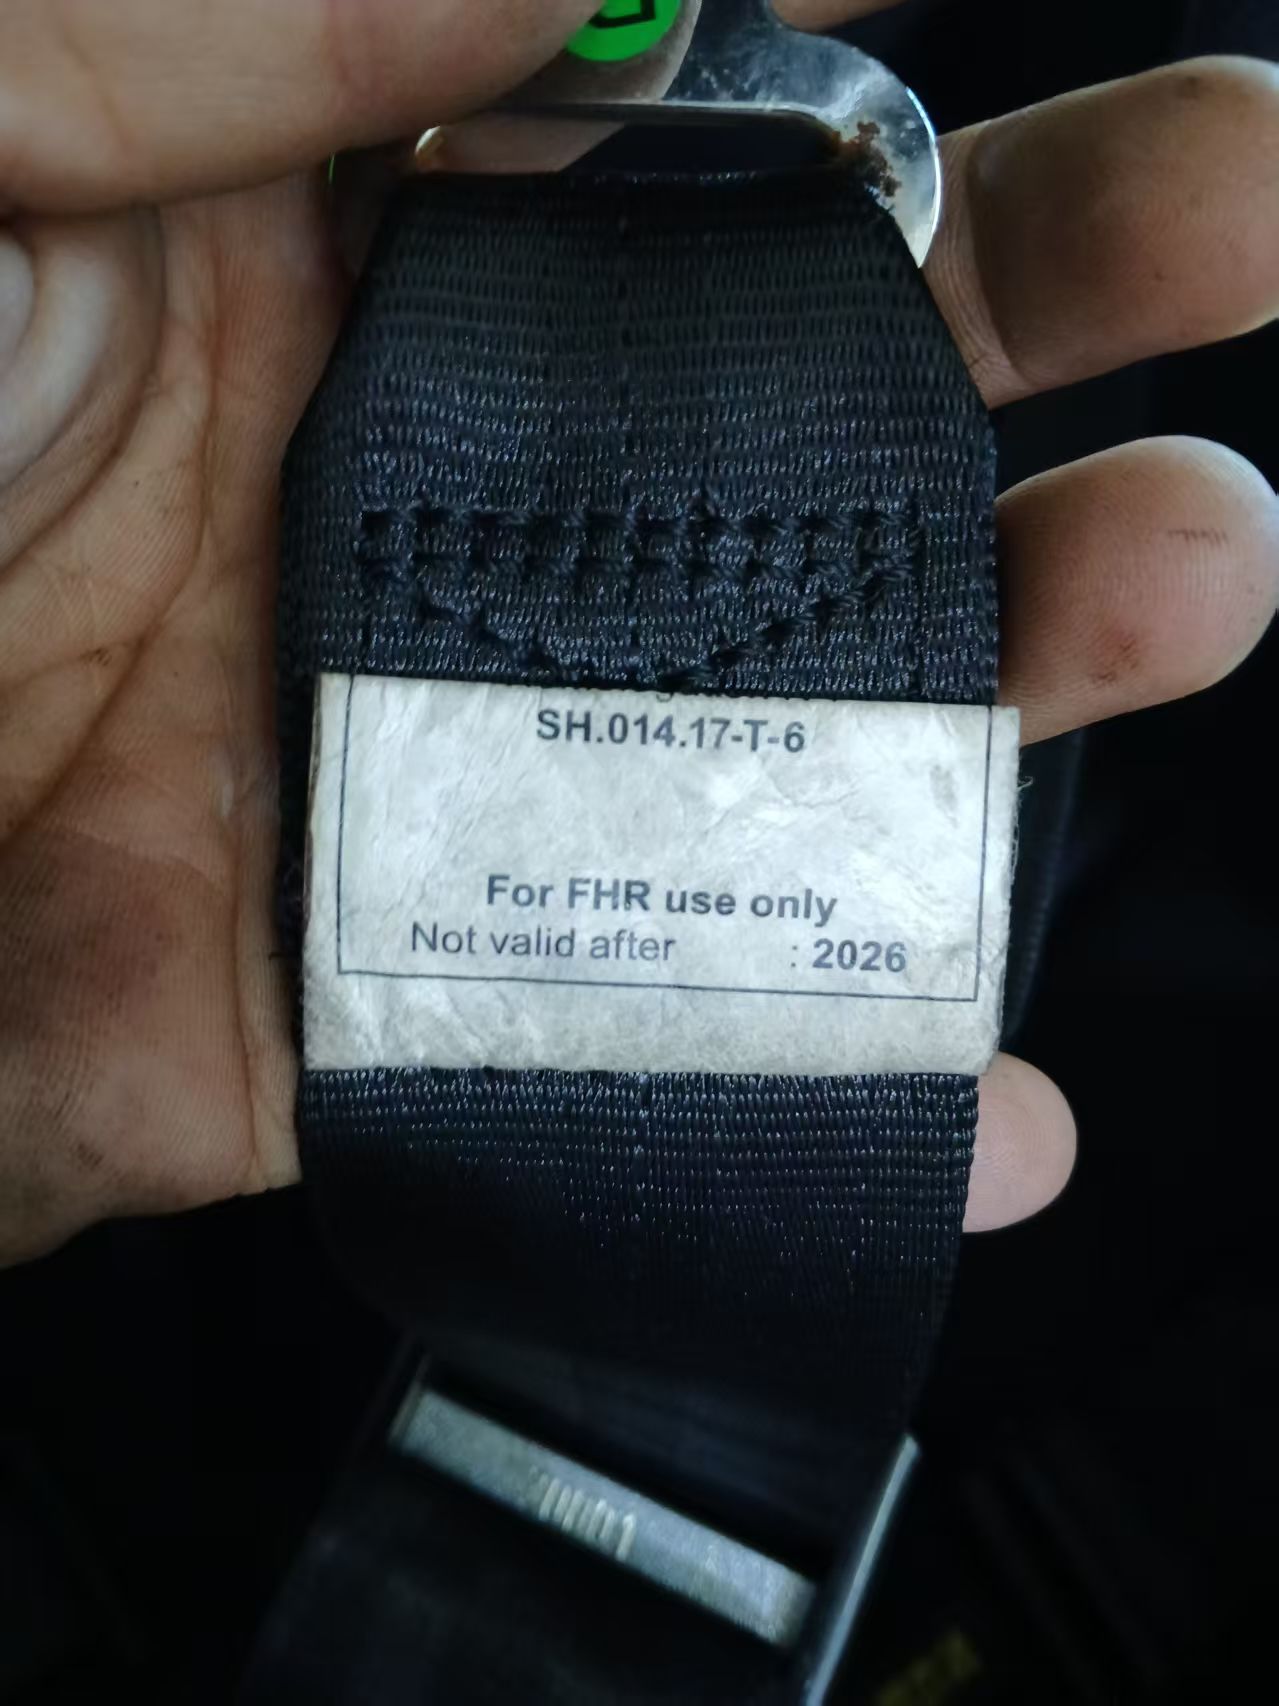 SH.014.17-T-6
For FHR use only
Not valid after : 2026